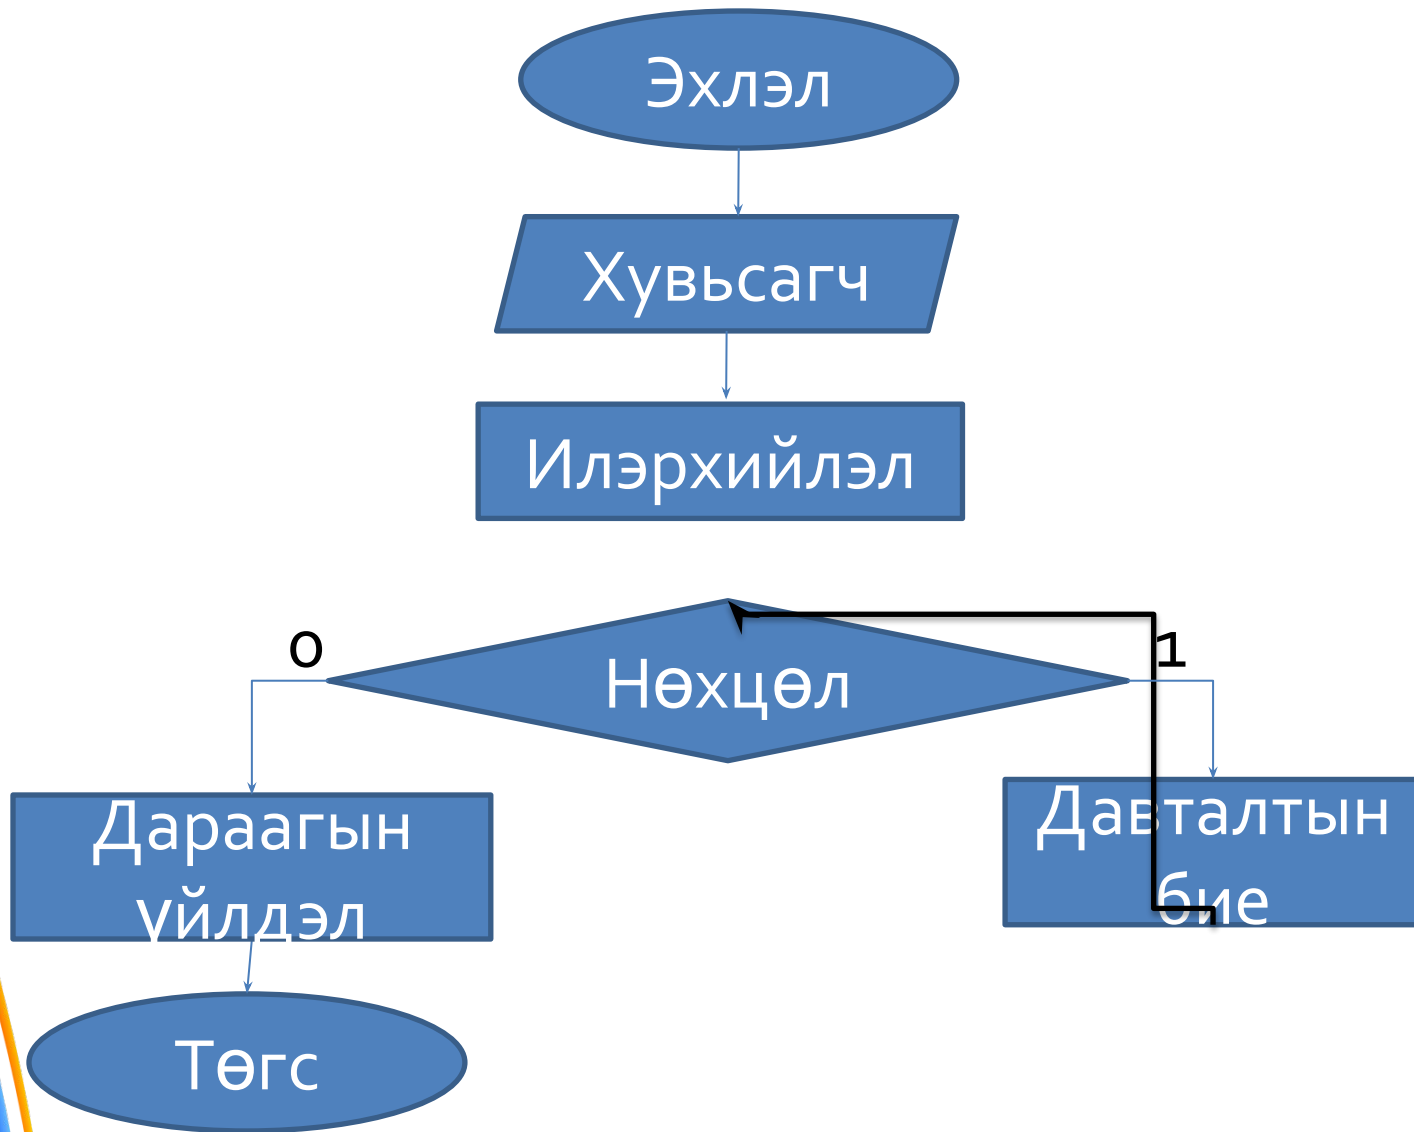 Эхлэл
Хувьсагч
Илэрхийлэл
0
1
Нөхцөл
Дараагын
үйлдэл
Давталтын
бие
Төгс